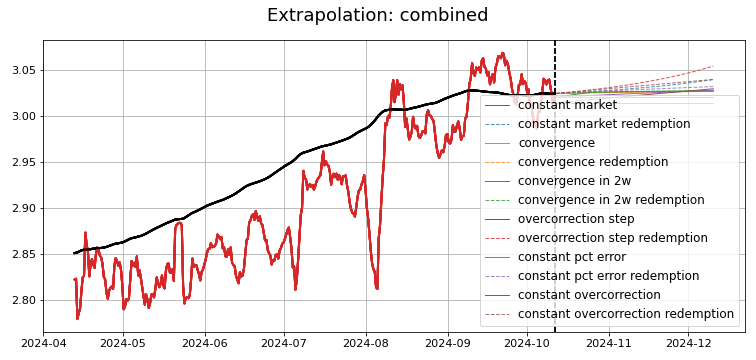 Extrapolation: combined
3.05
3.00
2.95
2.90
2.85
2.80
constant market
constant market redemption
convergence
convergence redemption
convergence in 2w
convergence in 2w redemption
overcorrection step
overcorrection step redemption
constant pct error
constant pct error redemption
constant overcorrection
constant overcorrection redemption
2024-04 2024-05 2024-06 2024-07 2024-08 2024-09 2024-10 2024-11 2024-12